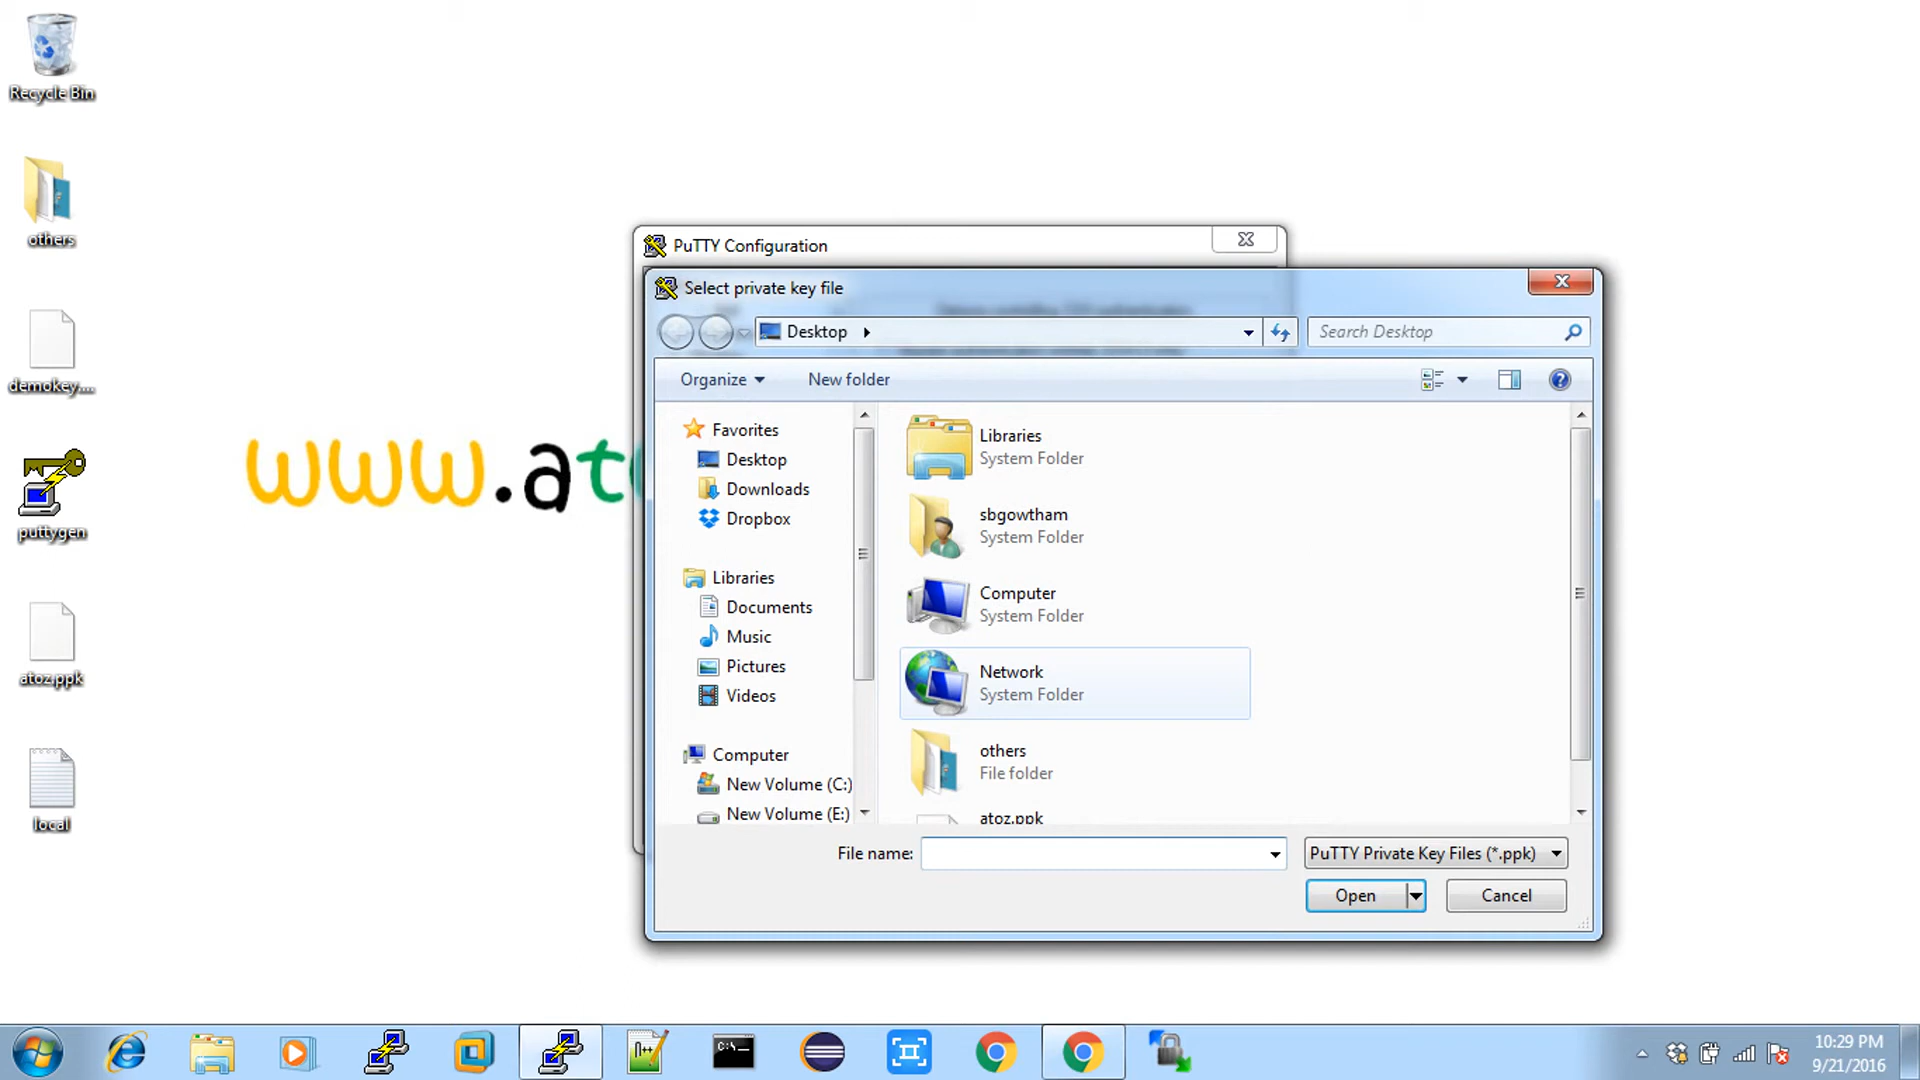 Recycle Bin
others
demokey....
puttygen
atoz.ppk
local
www.at
PuTTY Configuration
Select private key file
Desktop
Search Desktop
Organize
New folder
Favorites
Desktop
Downloads
Dropbox
Libraries
Documents
Music
Pictures
Videos
Computer
New Volume (C:)
New Volume (E:)
Libraries
System Folder
sbgowtham
System Folder
Computer
System Folder
Network
System Folder
others
File folder
atoz.ppk
File name:
PuTTY Private Key Files (*.ppk)
Open
Cancel
C:\
10:29 PM
9/21/2016